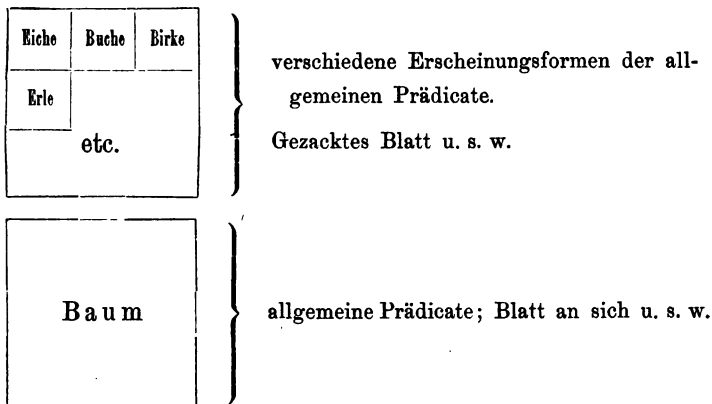 Eiche Buche Birke
Erle
etc.
verschiedene Erscheinungsformen der all-
gemeinen Prädicate.
Gezacktes Blatt u. s. w.
Baum
allgemeine Prädicate; Blatt an sich u. s. w.